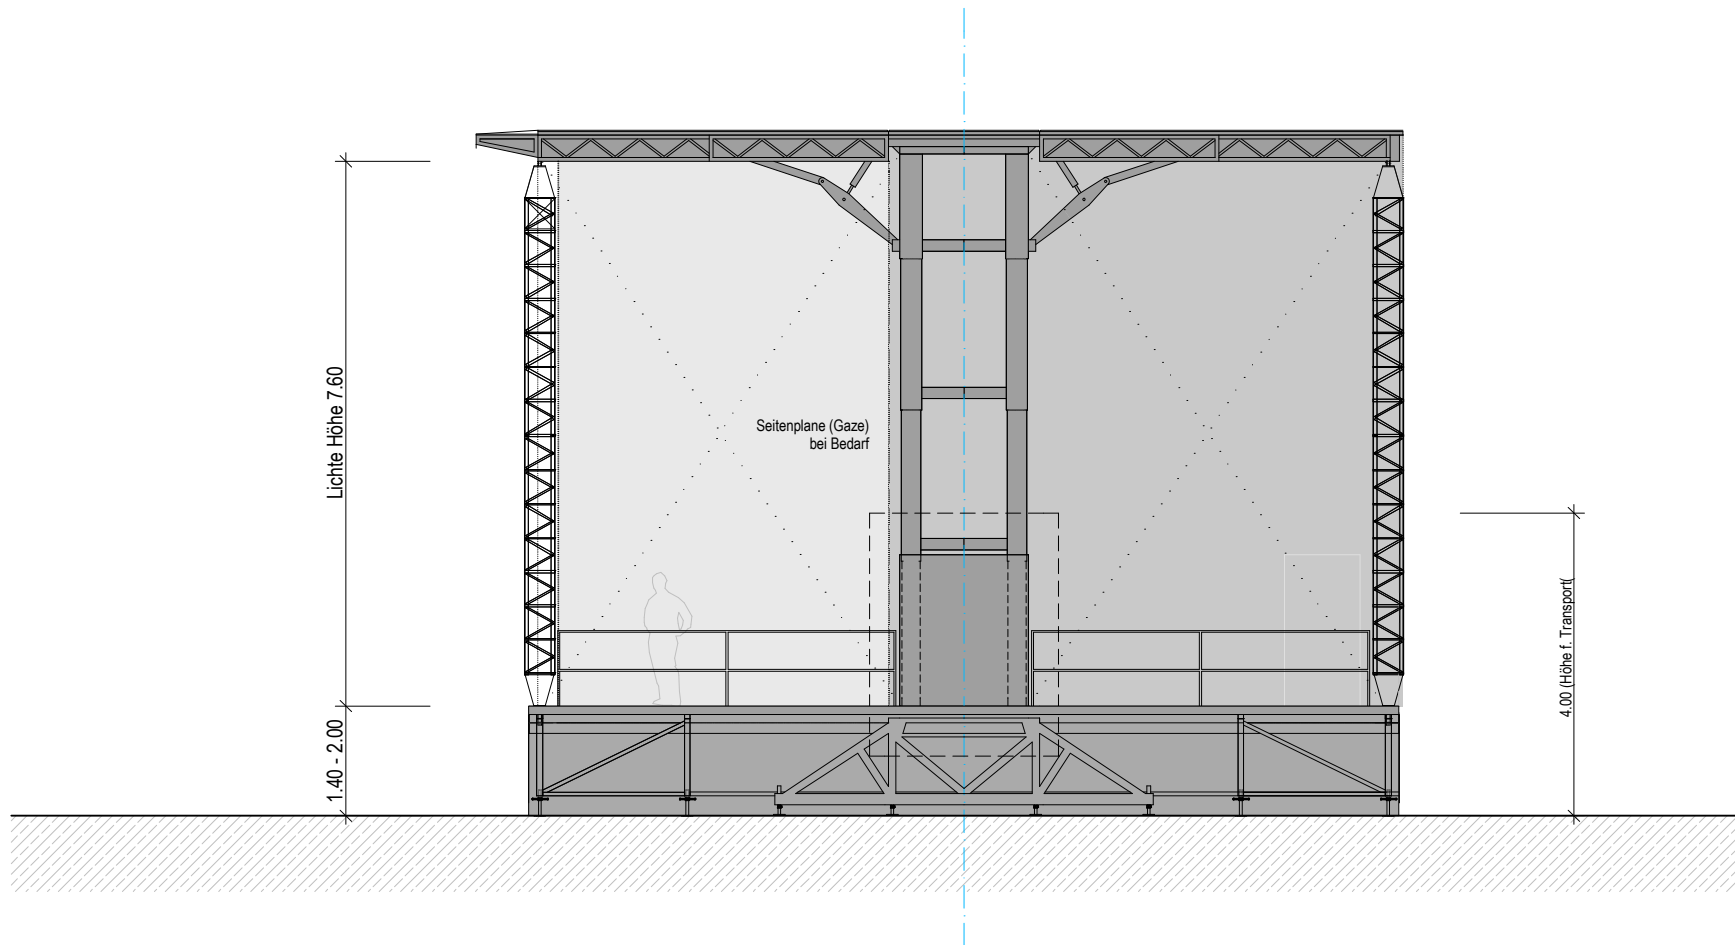 Lichte Höhe 7.60
Seitenplane (Gaze)
bei Bedarf
1.40 - 2.00
4.00 (Höhe f. Transport(